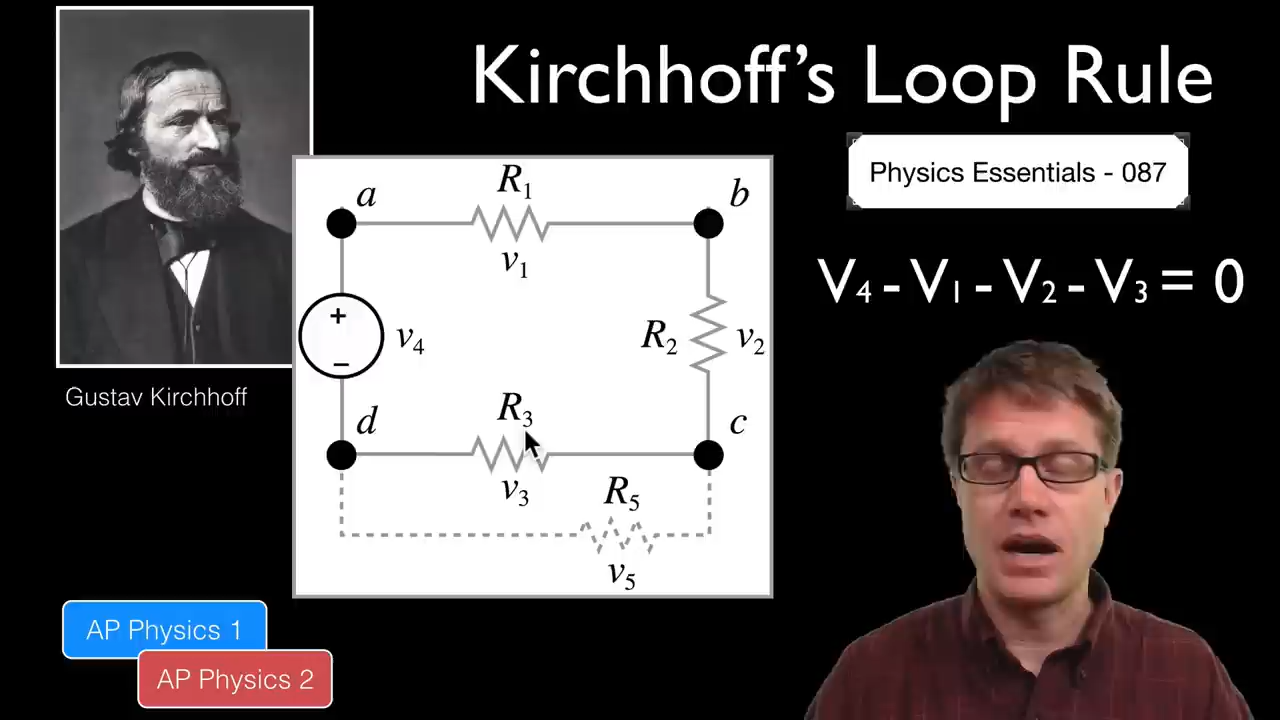 Kirchhoff's Loop Rule
Physics Essentials - 087
V₄ - V₁ - V₂ - V₃ = 0
Gustav Kirchhoff
a
R₁
b
v₁
+
−
v₄
R₂
v₂
d
R₃
c
v₃
R₅
v₅
AP Physics 1
AP Physics 2